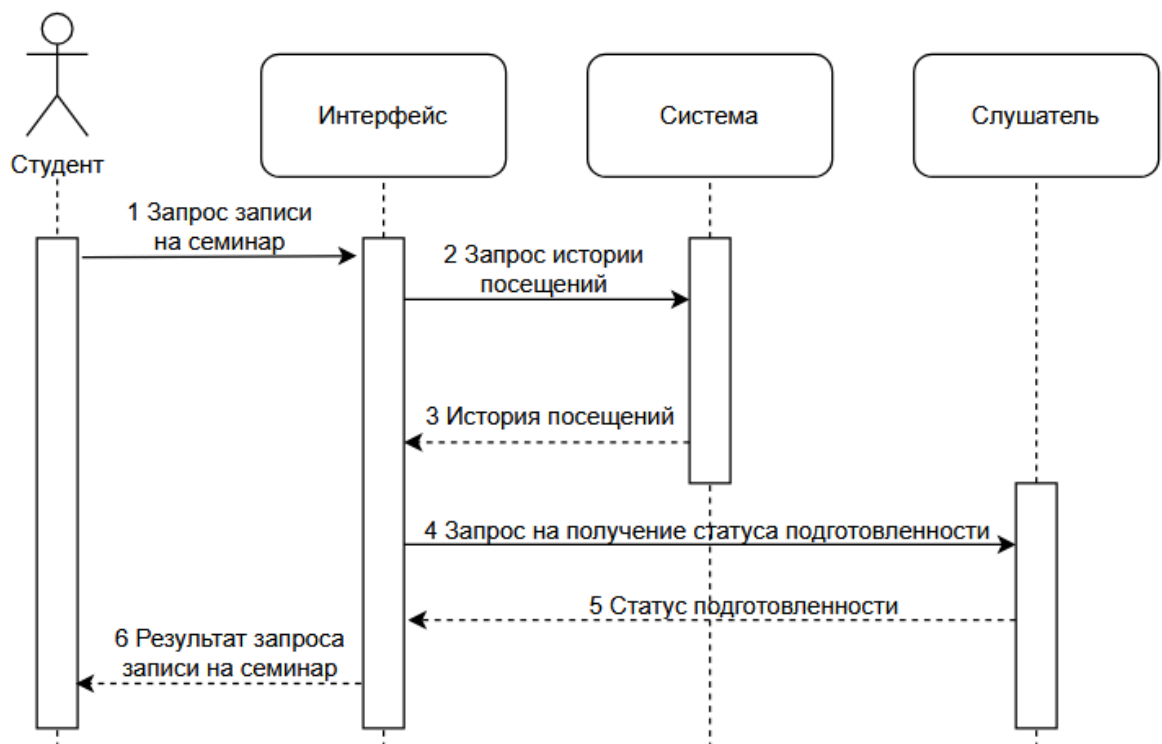 Студент
Интерфейс
Система
Слушатель
1 Запрос записи
на семинар
2 Запрос истории
посещений
3 История посещений
4 Запрос на получение статуса подготовленности
5 Статус подготовленности
6 Результат запроса
записи на семинар